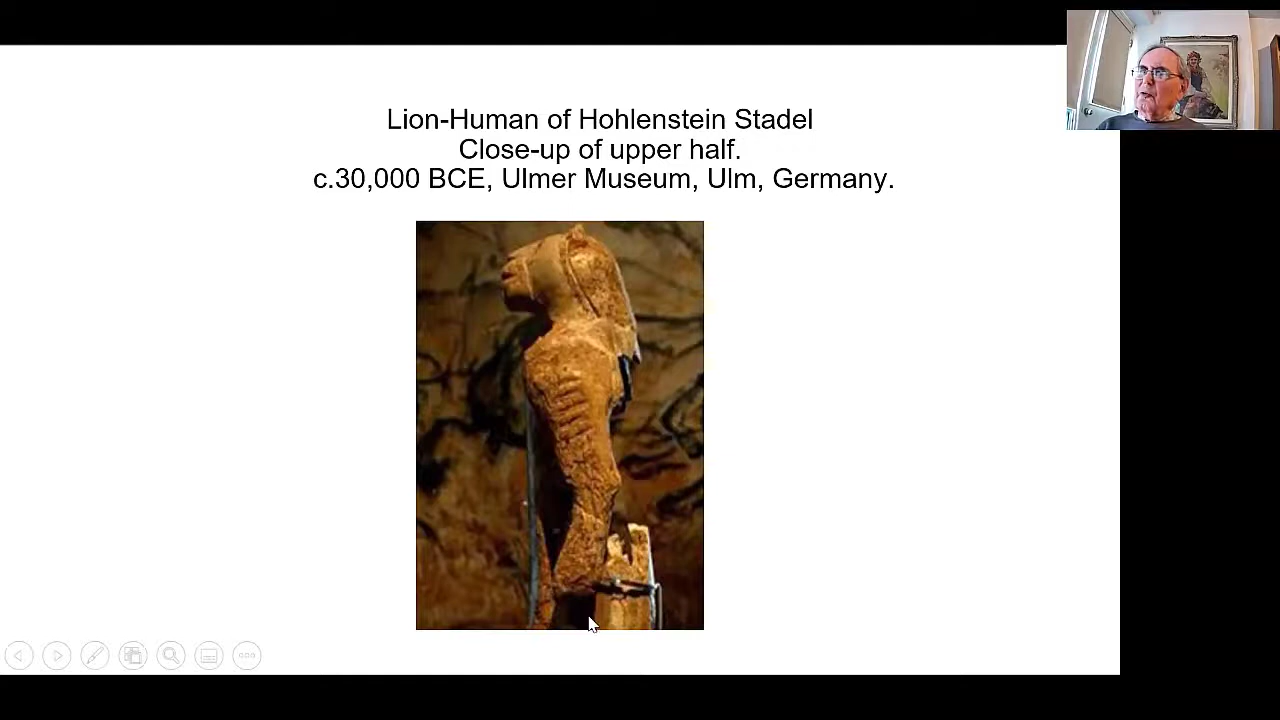 Lion-Human of Hohlenstein Stadel
Close-up of upper half.
c.30,000 BCE, Ulmer Museum, Ulm, Germany.